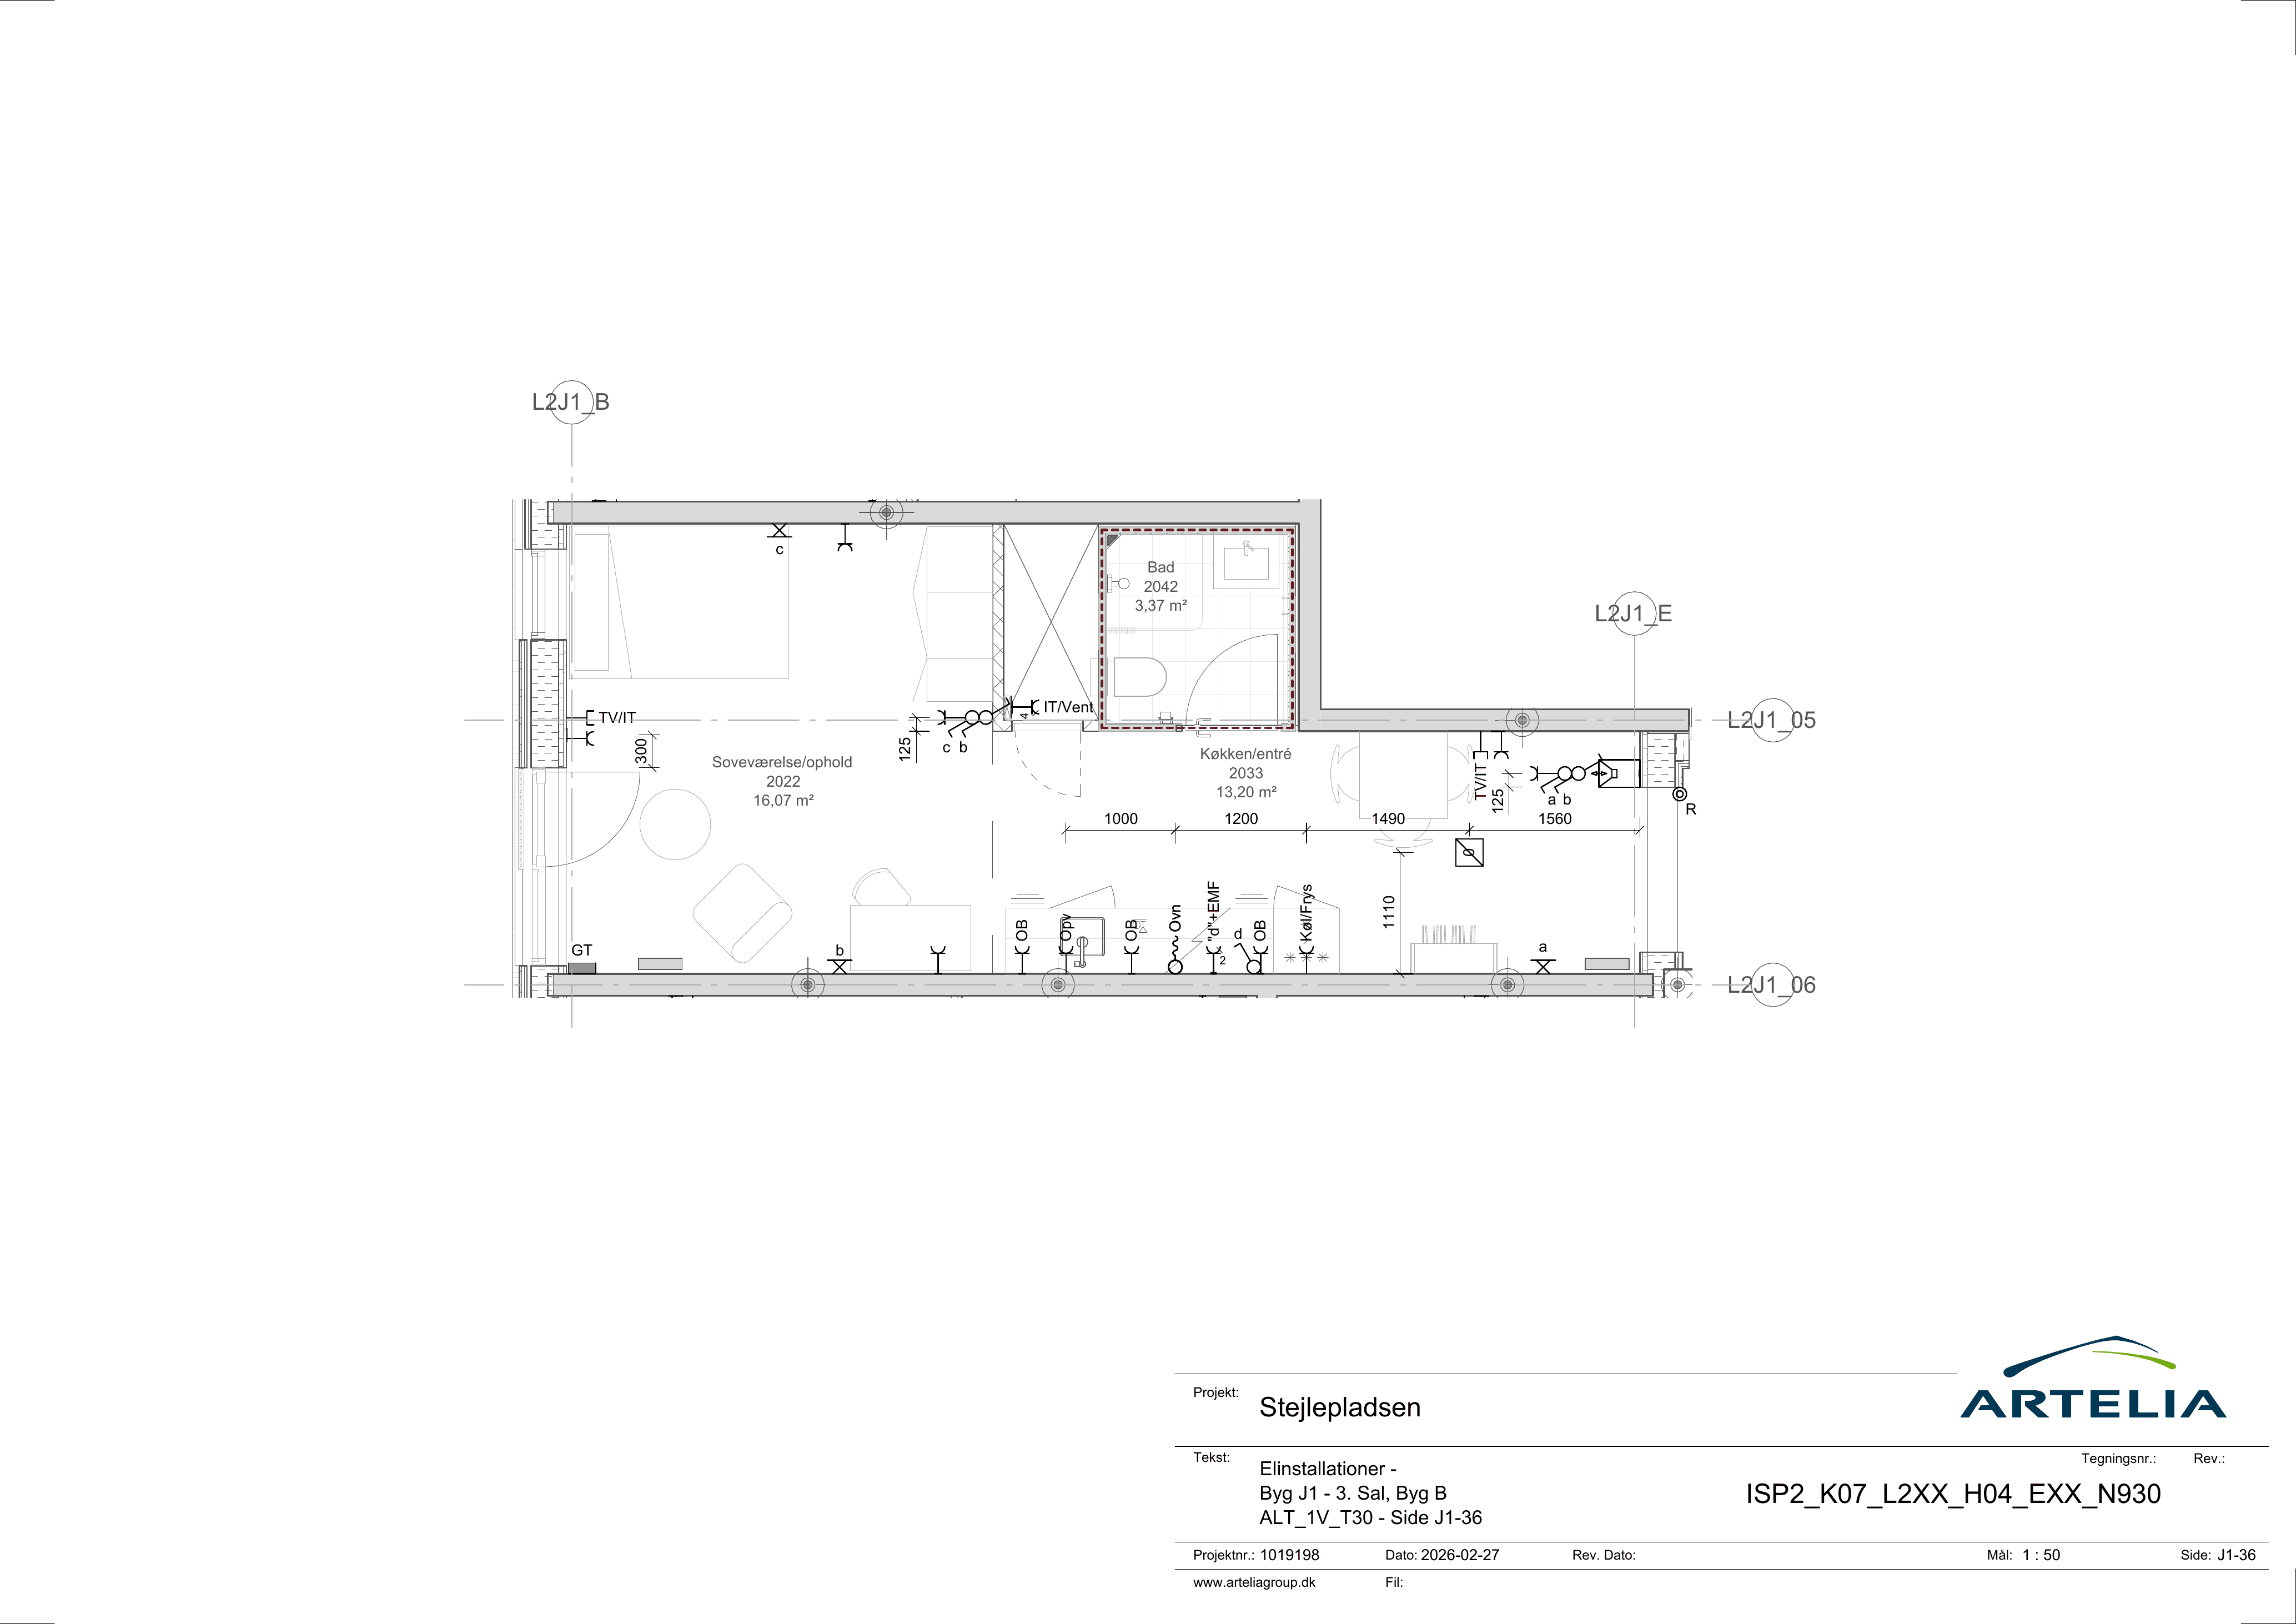 L2J1_B
c
Bad
2042
3,37 m²
L2J1_E
TV/IT
300
125
c b
4
IT/Vent
L2J1_05
Soveværelse/ophold
2022
16,07 m²
Køkken/entré
2033
13,20 m²
TV/IT
125
a b
R
1000
1200
1490
1560
1110
GT
b
OB
Opv
OB
Ovn
2
"d"+EMF
d
OB
Køl/Frys
a
L2J1_06
ARTELIA
Projekt:
Stejlepladsen
Tekst:
Elinstallationer -
Byg J1 - 3. Sal, Byg B
ALT_1V_T30 - Side J1-36
Tegningsnr.:
Rev.:
ISP2_K07_L2XX_H04_EXX_N930
Projektnr.: 1019198
Dato: 2026-02-27
Rev. Dato:
Mål: 1 : 50
Side: J1-36
www.arteliagroup.dk
Fil: